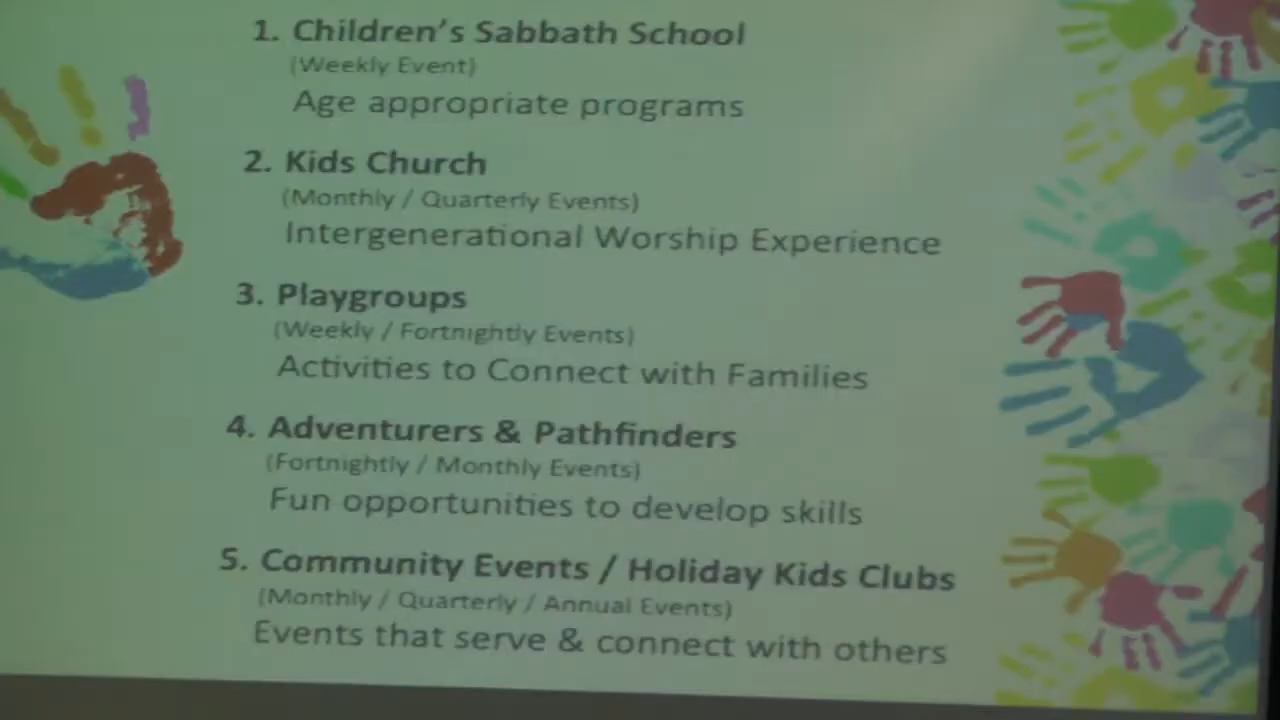 1. Children's Sabbath School
(Weekly Event)
Age appropriate programs
2. Kids Church
(Monthly / Quarterly Events)
Intergenerational Worship Experience
3. Playgroups
(Weekly / Fortnightly Events)
Activities to Connect with Families
4. Adventurers & Pathfinders
(Fortnightly / Monthly Events)
Fun opportunities to develop skills
5. Community Events / Holiday Kids Clubs
(Monthly / Quarterly / Annual Events)
Events that serve & connect with others